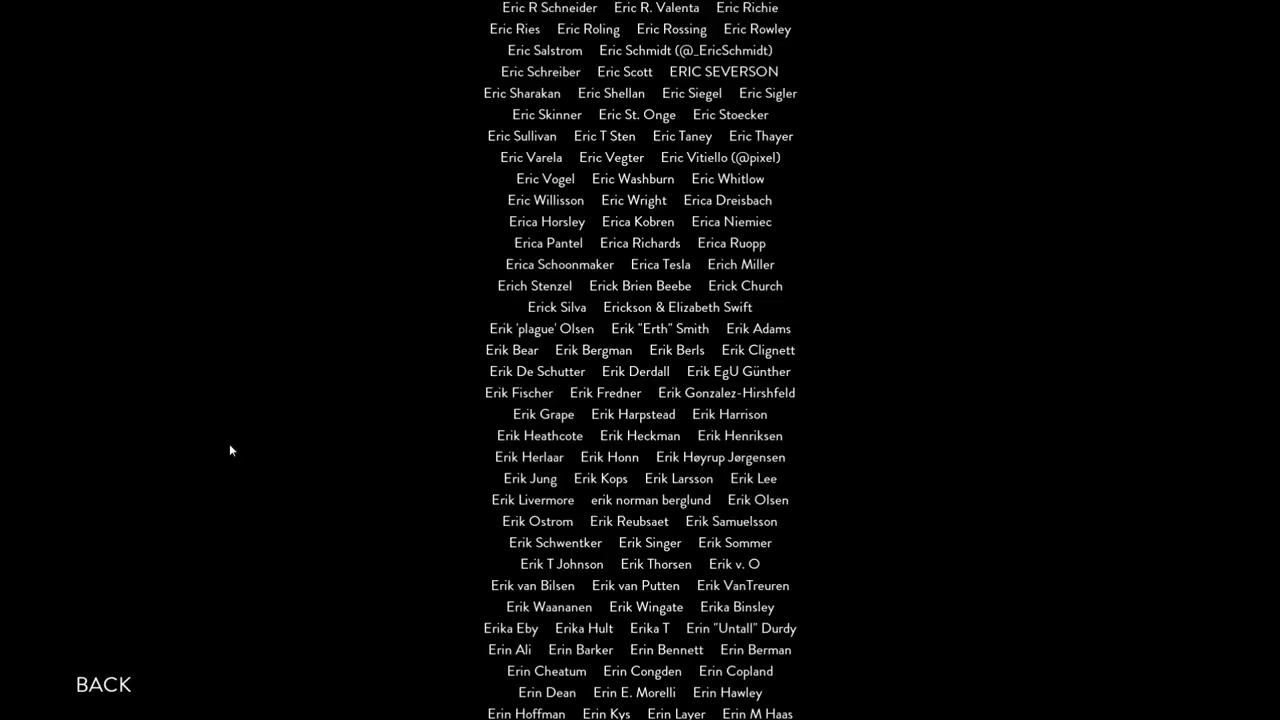 Eric R Schneider Eric R. Valenta Eric Richie
Eric Ries Eric Roling Eric Rossing Eric Rowley
Eric Salstrom Eric Schmidt (@_EricSchmidt)
Eric Schreiber Eric Scott ERIC SEVERSON
Eric Sharakan Eric Shellan Eric Siegel Eric Sigler
Eric Skinner Eric St. Onge Eric Stoecker
Eric Sullivan Eric T Sten Eric Taney Eric Thayer
Eric Varela Eric Vegter Eric Vitiello (@pixel)
Eric Vogel Eric Washburn Eric Whitlow
Eric Willisson Eric Wright Erica Dreisbach
Erica Horsley Erica Kobren Erica Niemiec
Erica Pantel Erica Richards Erica Ruopp
Erica Schoonmaker Erica Tesla Erich Miller
Erich Stenzel Erick Brien Beebe Erick Church
Erick Silva Erickson & Elizabeth Swift
Erik 'plague' Olsen Erik "Erth" Smith Erik Adams
Erik Bear Erik Bergman Erik Berls Erik Clignett
Erik De Schutter Erik Derdall Erik EgU Günther
Erik Fischer Erik Fredner Erik Gonzalez-Hirshfeld
Erik Grape Erik Harpstead Erik Harrison
Erik Heathcote Erik Heckman Erik Henriksen
Erik Herlaar Erik Honn Erik Høyrup Jørgensen
Erik Jung Erik Kops Erik Larsson Erik Lee
Erik Livermore erik norman berglund Erik Olsen
Erik Ostrom Erik Reubsaet Erik Samuelsson
Erik Schwentker Erik Singer Erik Sommer
Erik T Johnson Erik Thorsen Erik v. O
Erik van Bilsen Erik van Putten Erik VanTreuren
Erik Waananen Erik Wingate Erika Binsley
Erika Eby Erika Hult Erika T Erin "Untall" Durdy
Erin Ali Erin Barker Erin Bennett Erin Berman
Erin Cheatum Erin Congden Erin Copland
Erin Dean Erin E. Morelli Erin Hawley
Erin Hoffman Erin Kys Erin Layer Erin M Haas
BACK